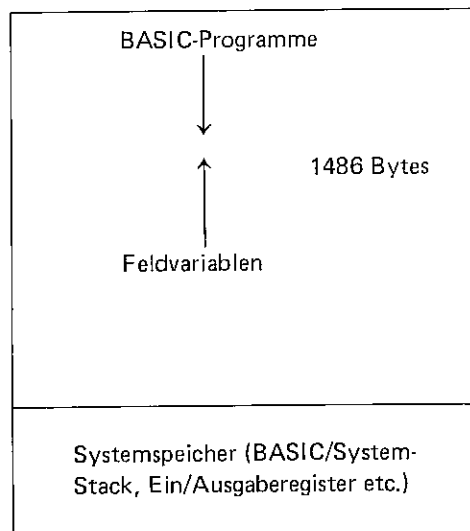 BASIC-Programme
1486 Bytes
Feldvariablen
Systemspeicher (BASIC/System-
Stack, Ein/Ausgaberegister etc.)